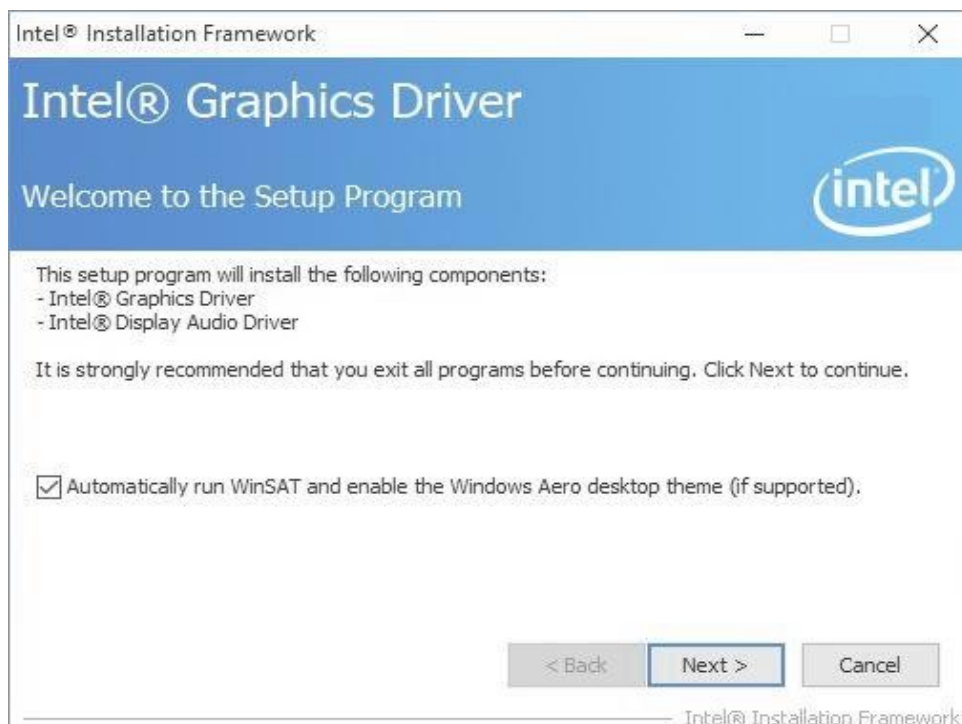 Intel® Installation Framework
Intel® Graphics Driver
Welcome to the Setup Program
intel
This setup program will install the following components:
- Intel® Graphics Driver
- Intel® Display Audio Driver
It is strongly recommended that you exit all programs before continuing. Click Next to continue.
Automatically run WinSAT and enable the Windows Aero desktop theme (if supported).
< Back
Next >
Cancel
Intel® Installation Framework